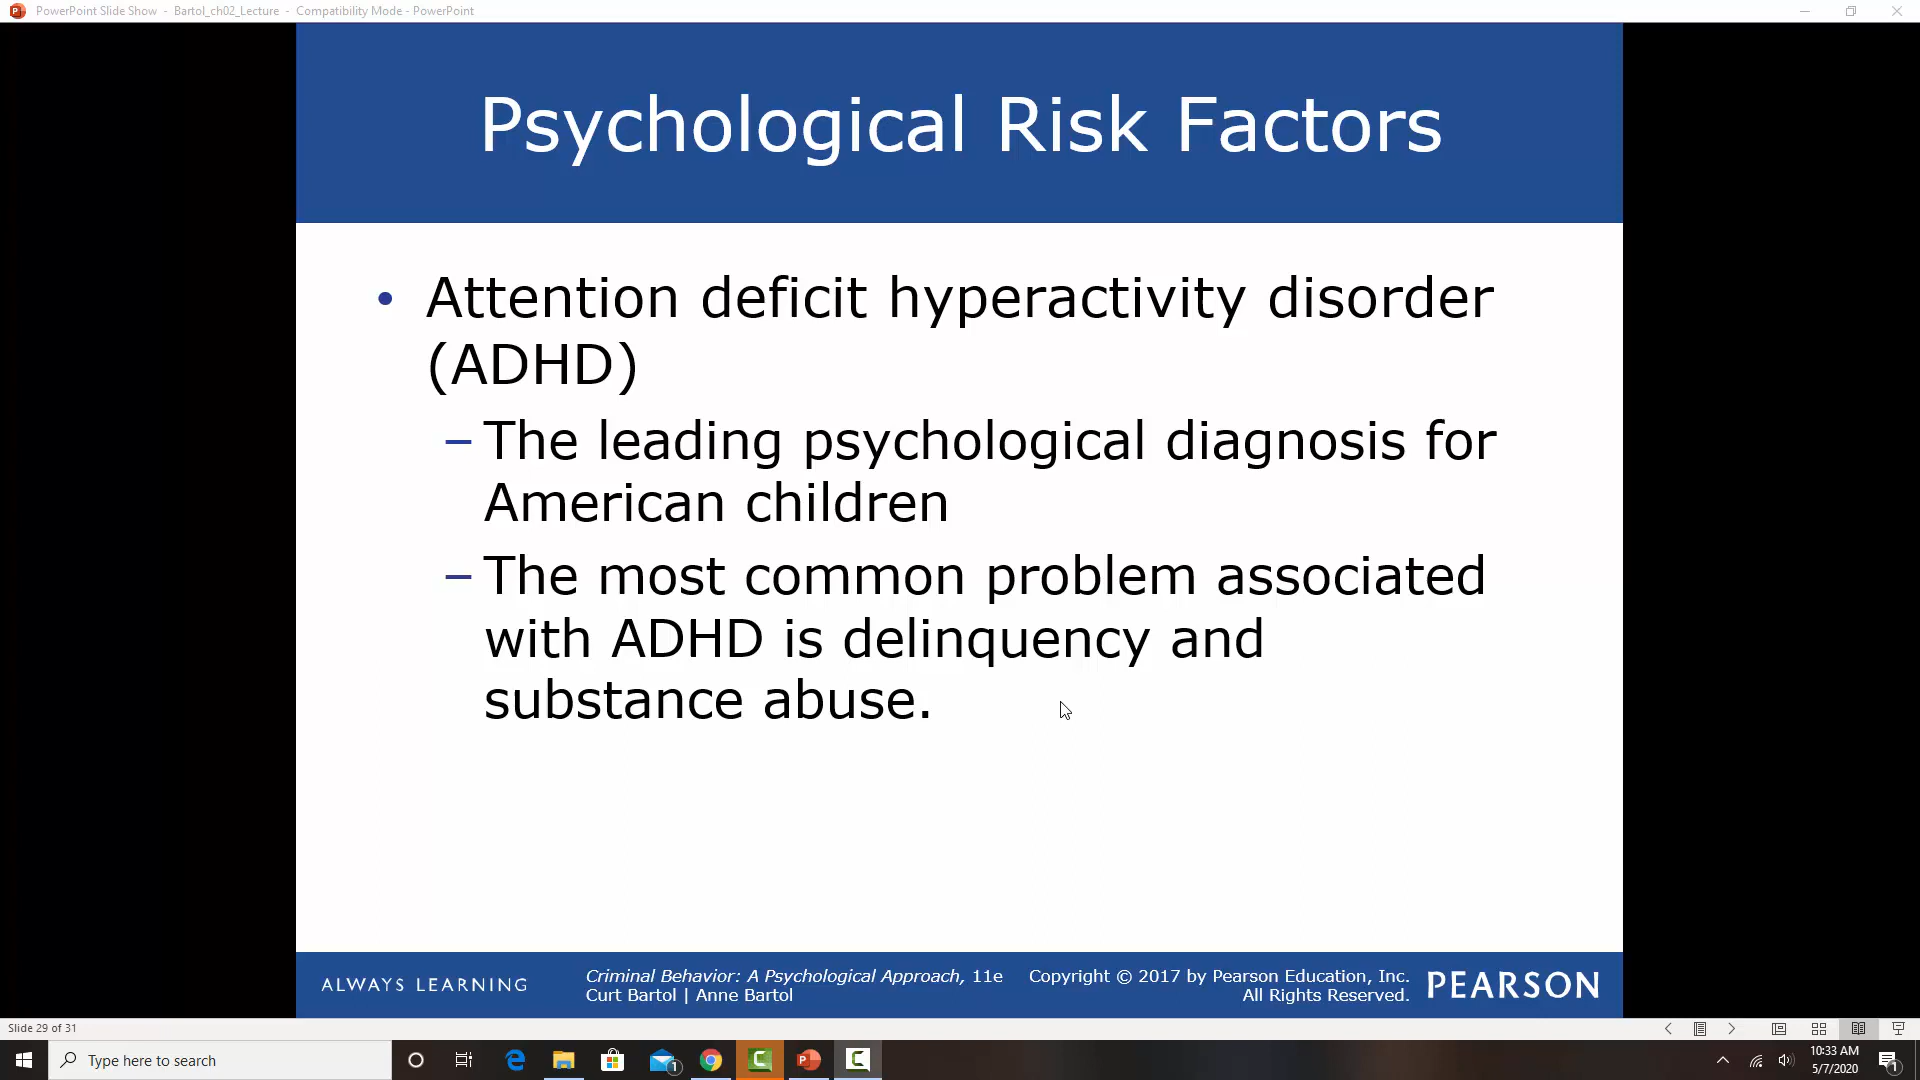 PowerPoint Slide Show - Bartol_ch02_Lecture - Compatibility Mode - PowerPoint
Psychological Risk Factors
• Attention deficit hyperactivity disorder
(ADHD)
– The leading psychological diagnosis for
American children
– The most common problem associated
with ADHD is delinquency and
substance abuse.
ALWAYS LEARNING
Criminal Behavior: A Psychological Approach, 11e
Curt Bartol | Anne Bartol
Copyright © 2017 by Pearson Education, Inc.
All Rights Reserved.
PEARSON
Slide 29 of 31
Type here to search
1
10:33 AM
5/7/2020
1